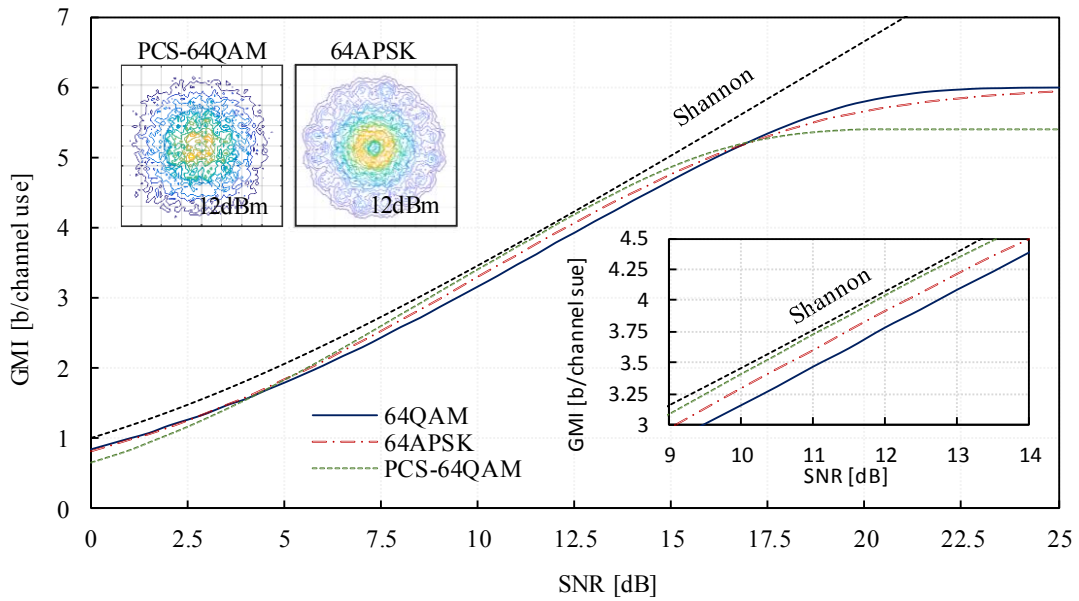 PCS-64QAM
64APSK
12dBm
12dBm
Shannon
GMI [b/channel use]
7
6
5
4
3
2
1
0
64QAM
64APSK
PCS-64QAM
GMI [b/channel sue]
4.5
4.25
4
3.75
3.5
3.25
3
Shannon
9 10 11 12 13 14
SNR [dB]
0 2.5 5 7.5 10 12.5 15 17.5 20 22.5 25
SNR [dB]